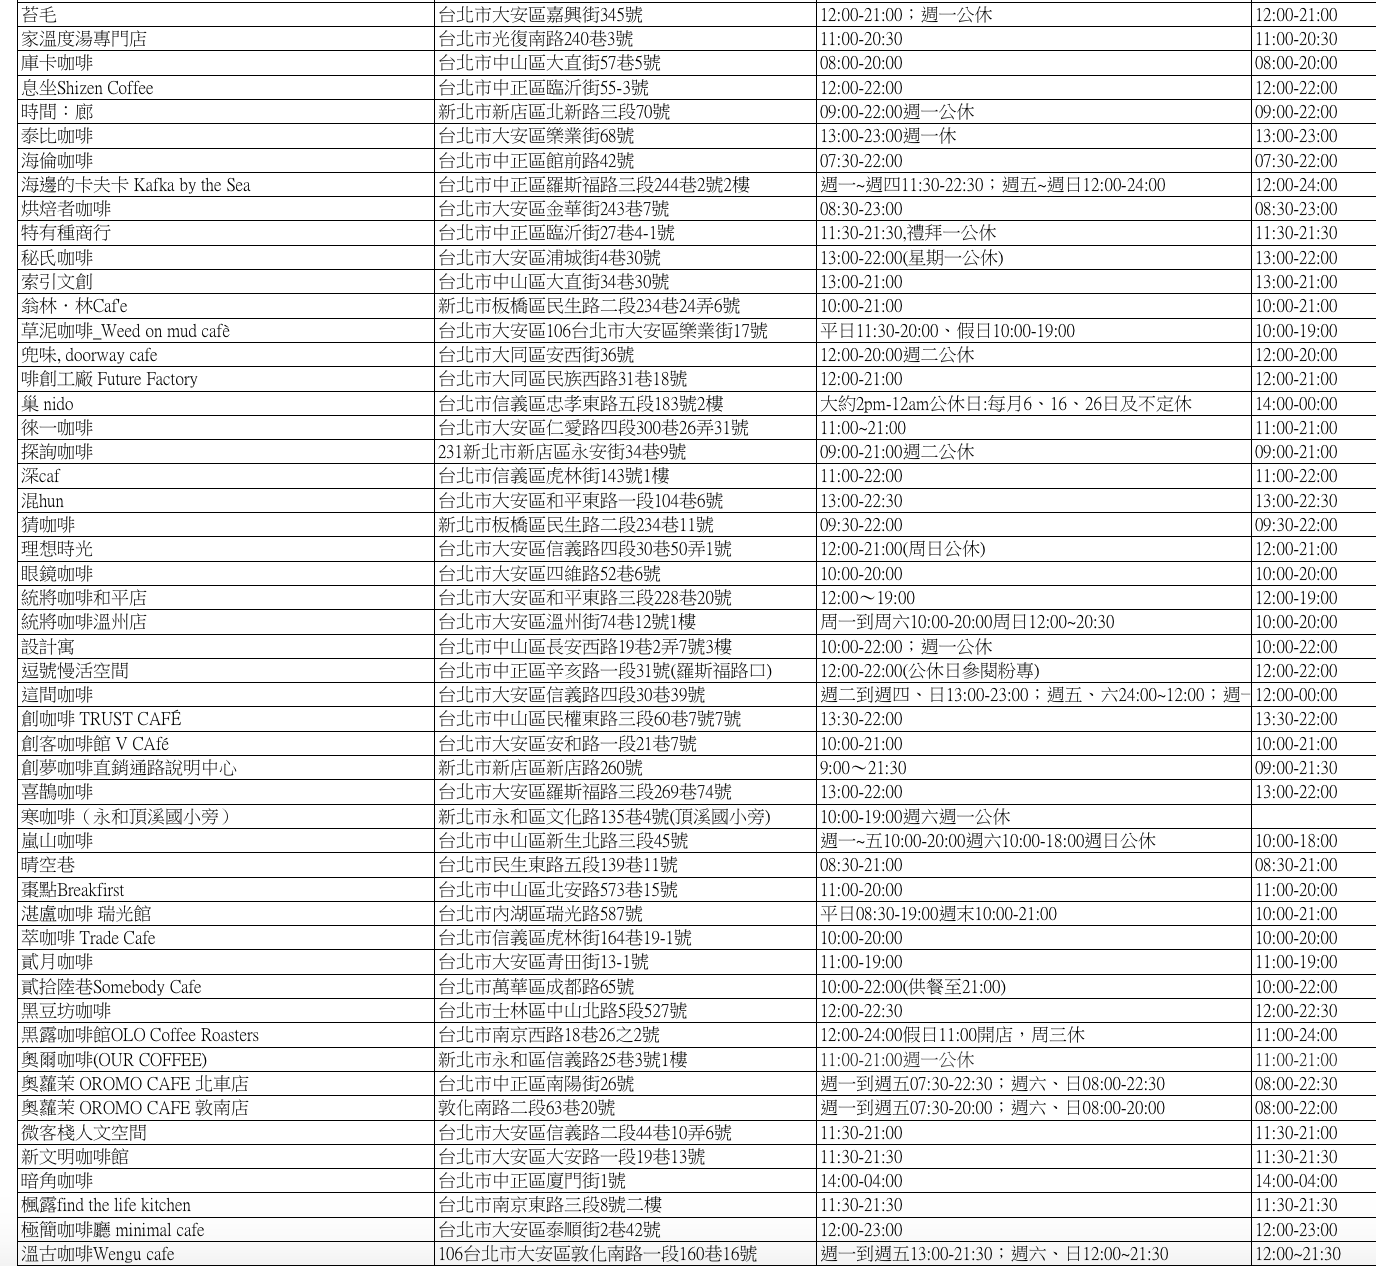 苔毛 台北市大安區嘉興街345號 12:00-21:00；週一公休 12:00-21:00
家溫度湯專門店 台北市光復南路240巷3號 11:00-20:30 11:00-20:30
庫卡咖啡 台北市中山區大直街57巷5號 08:00-20:00 08:00-20:00
息坐Shizen Coffee 台北市中正區臨沂街55-3號 12:00-22:00 12:00-22:00
時間：廊 新北市新店區北新路三段70號 09:00-22:00週一公休 09:00-22:00
泰比咖啡 台北市大安區樂業街68號 13:00-23:00週一休 13:00-23:00
海倫咖啡 台北市中正區館前路42號 07:30-22:00 07:30-22:00
海邊的卡夫卡 Kafka by the Sea 台北市中正區羅斯福路三段244巷2號2樓 週一~週四11:30-22:30；週五~週日12:00-24:00 12:00-24:00
烘焙者咖啡 台北市大安區金華街243巷7號 08:30-23:00 08:30-23:00
特有種商行 台北市中正區臨沂街27巷4-1號 11:30-21:30,禮拜一公休 11:30-21:30
秘氏咖啡 台北市大安區浦城街4巷30號 13:00-22:00(星期一公休) 13:00-22:00
索引文創 台北市中山區大直街34巷30號 13:00-21:00 13:00-21:00
翁林・林Caf'e 新北市板橋區民生路二段234巷24弄6號 10:00-21:00 10:00-21:00
草泥咖啡_Weed on mud cafè 台北市大安區106台北市大安區樂業街17號 平日11:30-20:00、假日10:00-19:00 10:00-19:00
兜味, doorway cafe 台北市大同區安西街36號 12:00-20:00週二公休 12:00-20:00
啡創工廠 Future Factory 台北市大同區民族西路31巷18號 12:00-21:00 12:00-21:00
巢 nido 台北市信義區忠孝東路五段183號2樓 大約2pm-12am公休日:每月6、16、26日及不定休 14:00-00:00
徠一咖啡 台北市大安區仁愛路四段300巷26弄31號 11:00~21:00 11:00-21:00
探詢咖啡 231新北市新店區永安街34巷9號 09:00-21:00週二公休 09:00-21:00
深caf 台北市信義區虎林街143號1樓 11:00-22:00 11:00-22:00
混hun 台北市大安區和平東路一段104巷6號 13:00-22:30 13:00-22:30
猜咖啡 新北市板橋區民生路二段234巷11號 09:30-22:00 09:30-22:00
理想時光 台北市大安區信義路四段30巷50弄1號 12:00-21:00(周日公休) 12:00-21:00
眼鏡咖啡 台北市大安區四維路52巷6號 10:00-20:00 10:00-20:00
統將咖啡和平店 台北市大安區和平東路三段228巷20號 12:00～19:00 12:00-19:00
統將咖啡溫州店 台北市大安區溫州街74巷12號1樓 周一到周六10:00-20:00周日12:00~20:30 10:00-20:00
設計寓 台北市中山區長安西路19巷2弄7號3樓 10:00-22:00；週一公休 10:00-22:00
逗號慢活空間 台北市中正區辛亥路一段31號(羅斯福路口) 12:00-22:00(公休日參閱粉專) 12:00-22:00
這間咖啡 台北市大安區信義路四段30巷39號 週二到週四、日13:00-23:00；週五、六24:00~12:00；週一 12:00-00:00
創咖啡 TRUST CAFÉ 台北市中山區民權東路三段60巷7號7號 13:30-22:00 13:30-22:00
創客咖啡館 V CAfé 台北市大安區安和路一段21巷7號 10:00-21:00 10:00-21:00
創夢咖啡直銷通路說明中心 新北市新店區新店路260號 9:00～21:30 09:00-21:30
喜鵲咖啡 台北市大安區羅斯福路三段269巷74號 13:00-22:00 13:00-22:00
寒咖啡（永和頂溪國小旁） 新北市永和區文化路135巷4號(頂溪國小旁) 10:00-19:00週六週一公休
嵐山咖啡 台北市中山區新生北路三段45號 週一~五10:00-20:00週六10:00-18:00週日公休 10:00-18:00
晴空巷 台北市民生東路五段139巷11號 08:30-21:00 08:30-21:00
棗點Breakfirst 台北市中山區北安路573巷15號 11:00-20:00 11:00-20:00
湛盧咖啡 瑞光館 台北市內湖區瑞光路587號 平日08:30-19:00週末10:00-21:00 10:00-21:00
萃咖啡 Trade Cafe 台北市信義區虎林街164巷19-1號 10:00-20:00 10:00-20:00
貳月咖啡 台北市大安區青田街13-1號 11:00-19:00 11:00-19:00
貳拾陸巷Somebody Cafe 台北市萬華區成都路65號 10:00-22:00(供餐至21:00) 10:00-22:00
黑豆坊咖啡 台北市士林區中山北路5段527號 12:00-22:30 12:00-22:30
黑露咖啡館OLO Coffee Roasters 台北市南京西路18巷26之2號 12:00-24:00假日11:00開店，周三休 11:00-24:00
奧爾咖啡(OUR COFFEE) 新北市永和區信義路25巷3號1樓 11:00-21:00週一公休 11:00-21:00
奧蘿茉 OROMO CAFE 北車店 台北市中正區南陽街26號 週一到週五07:30-22:30；週六、日08:00-22:30 08:00-22:30
奧蘿茉 OROMO CAFE 敦南店 敦化南路二段63巷20號 週一到週五07:30-20:00；週六、日08:00-20:00 08:00-22:00
微客棧人文空間 台北市大安區信義路二段44巷10弄6號 11:30-21:00 11:30-21:00
新文明咖啡館 台北市大安區大安路一段19巷13號 11:30-21:30 11:30-21:30
暗角咖啡 台北市中正區廈門街1號 14:00-04:00 14:00-04:00
楓露find the life kitchen 台北市南京東路三段8號二樓 11:30-21:30 11:30-21:30
極簡咖啡廳 minimal cafe 台北市大安區泰順街2巷42號 12:00-23:00 12:00-23:00
溫古咖啡Wengu cafe 106台北市大安區敦化南路一段160巷16號 週一到週五13:00-21:30；週六、日12:00~21:30 12:00~21:30